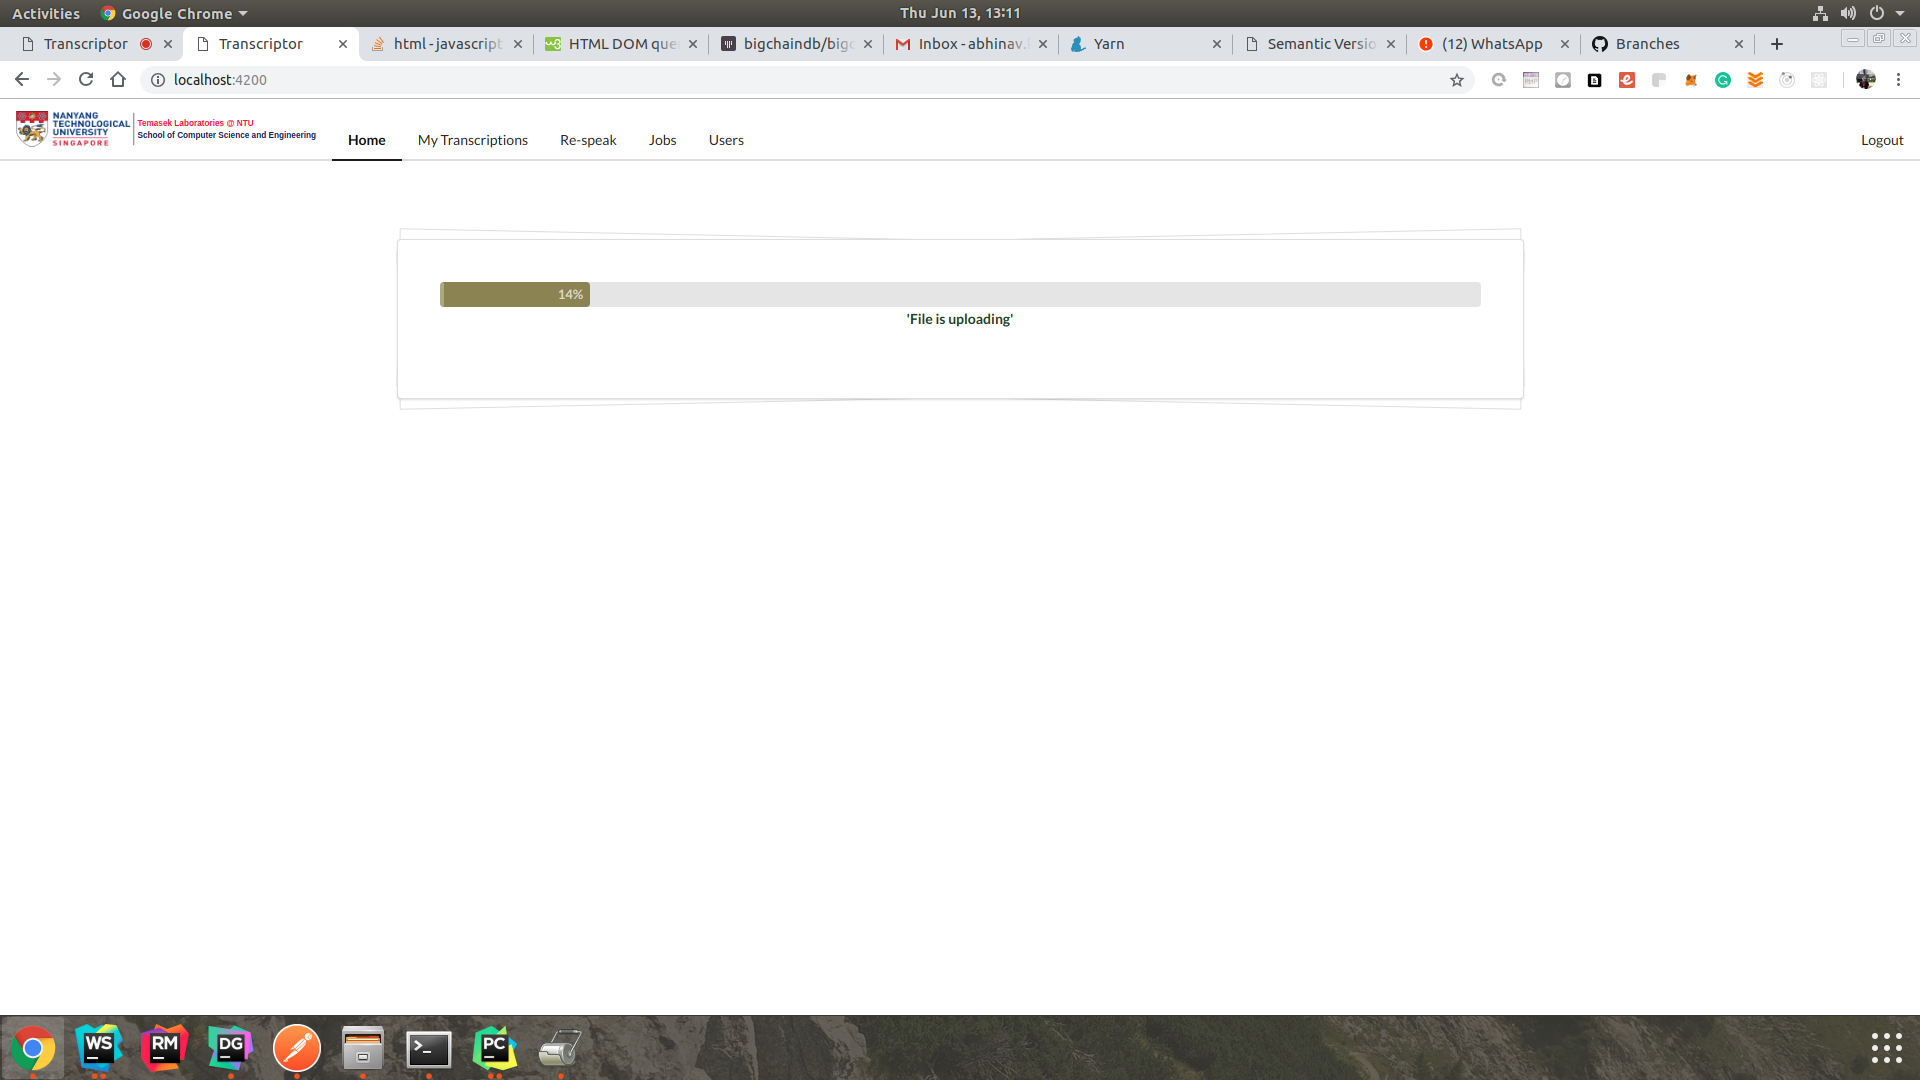 Activities Google Chrome Thu Jun 13, 13:11
Transcriptor Transcriptor html - javascript HTML DOM que bigchaindb/bigc Inbox - abhinav. Yarn Semantic Versio (12) WhatsApp Branches
localhost:4200
NANYANG
TECHNOLOGICAL
UNIVERSITY
SINGAPORE
Temasek Laboratories @ NTU
School of Computer Science and Engineering
Home My Transcriptions Re-speak Jobs Users Logout
14%
'File is uploading'
WS RM DG PC